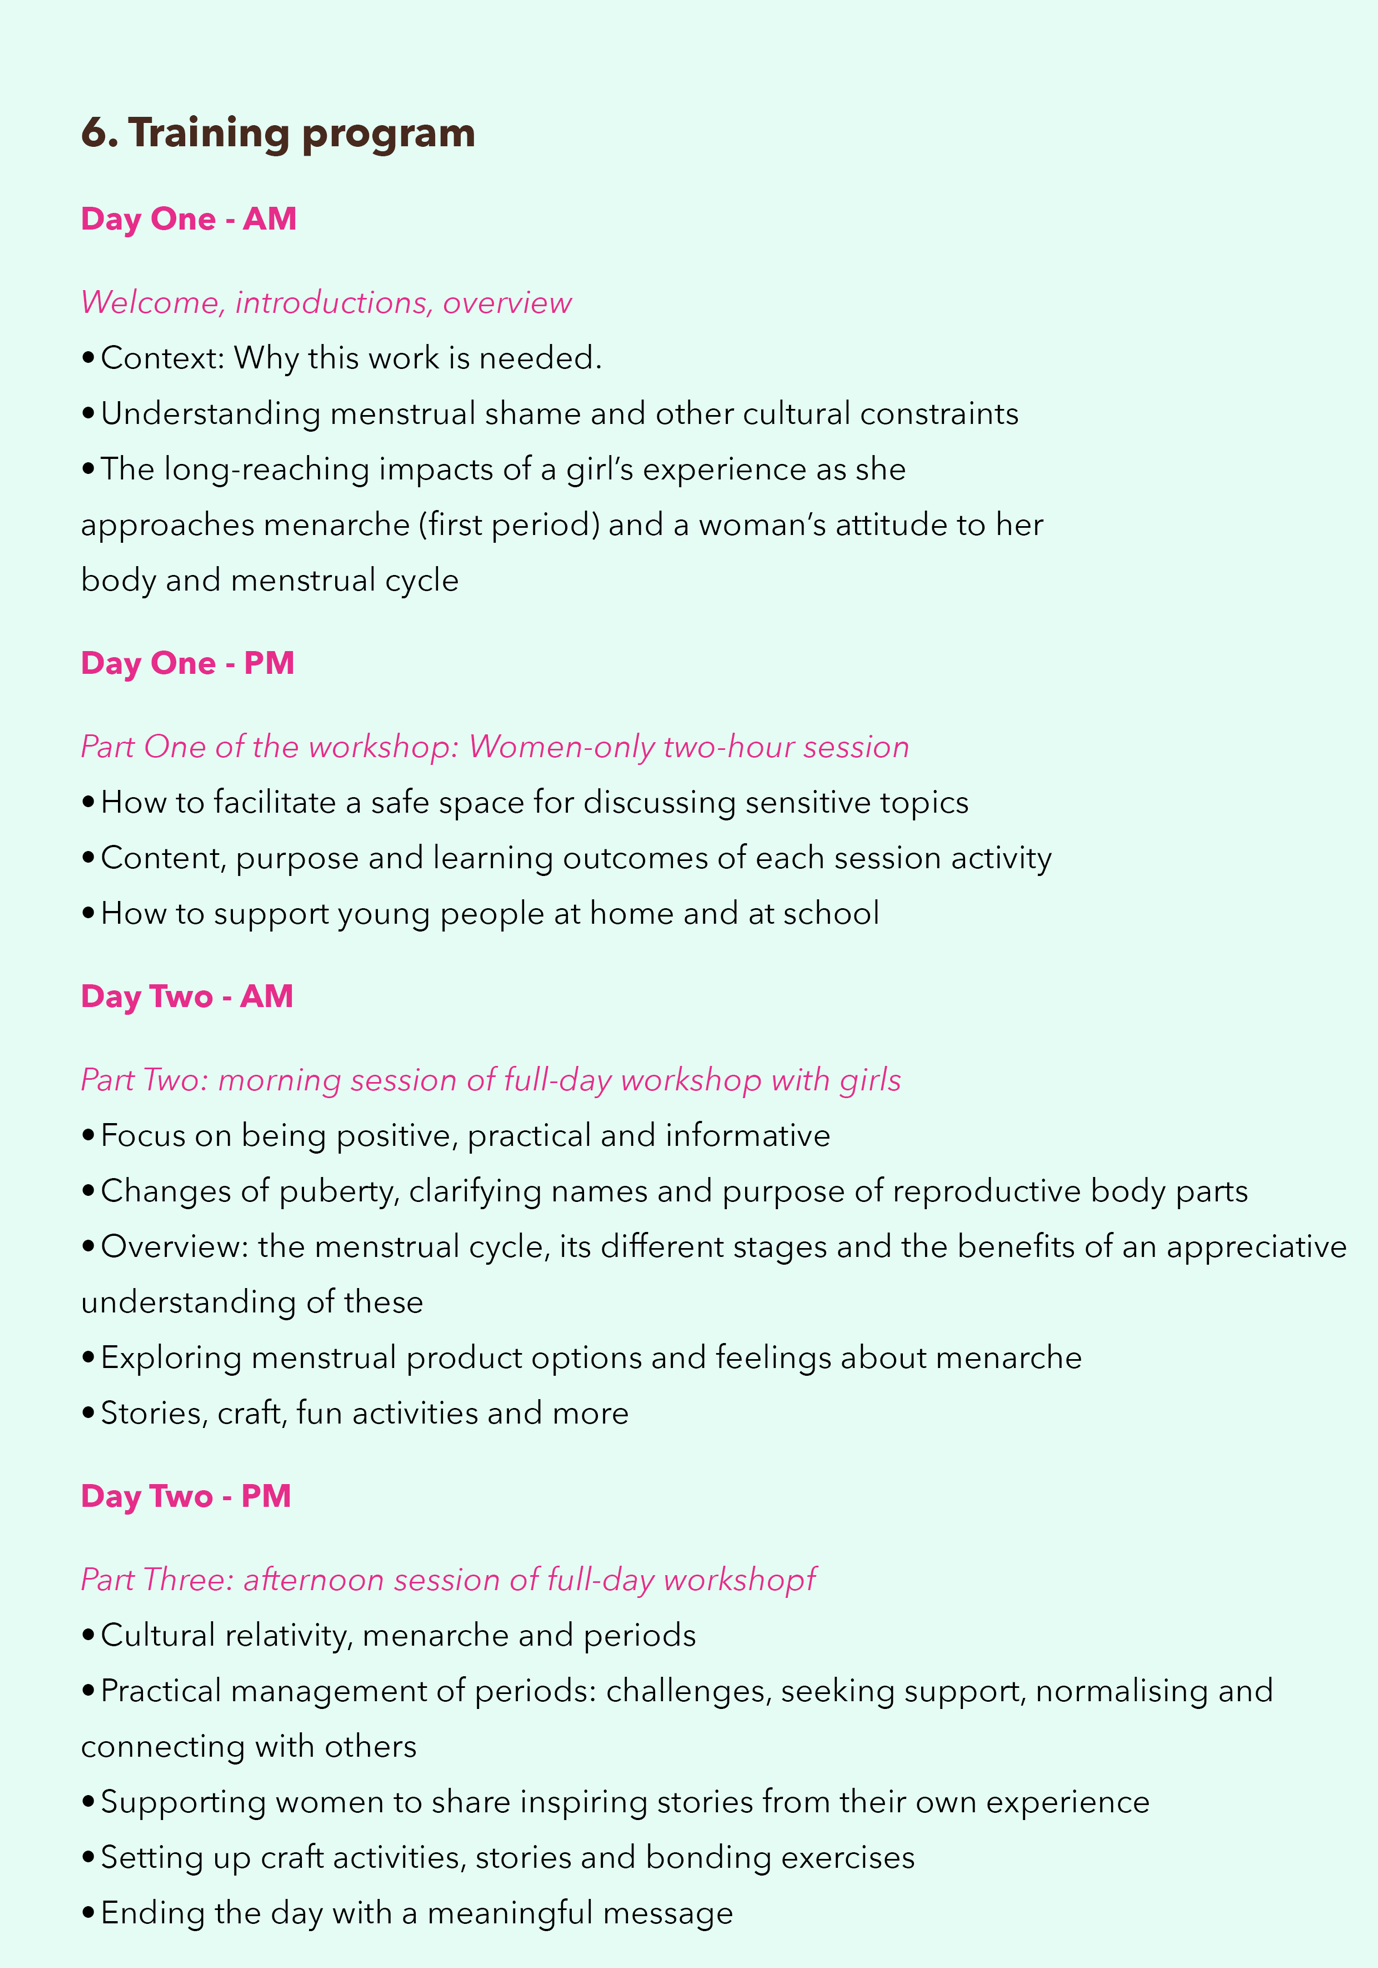 6. Training program
Day One - AM
Welcome, introductions, overview
•Context: Why this work is needed.
•Understanding menstrual shame and other cultural constraints
•The long-reaching impacts of a girl’s experience as she
approaches menarche (first period) and a woman’s attitude to her
body and menstrual cycle
Day One - PM
Part One of the workshop: Women-only two-hour session
•How to facilitate a safe space for discussing sensitive topics
•Content, purpose and learning outcomes of each session activity
•How to support young people at home and at school
Day Two - AM
Part Two: morning session of full-day workshop with girls
•Focus on being positive, practical and informative
•Changes of puberty, clarifying names and purpose of reproductive body parts
•Overview: the menstrual cycle, its different stages and the benefits of an appreciative
understanding of these
•Exploring menstrual product options and feelings about menarche
•Stories, craft, fun activities and more
Day Two - PM
Part Three: afternoon session of full-day workshopf
•Cultural relativity, menarche and periods
•Practical management of periods: challenges, seeking support, normalising and
connecting with others
•Supporting women to share inspiring stories from their own experience
•Setting up craft activities, stories and bonding exercises
•Ending the day with a meaningful message